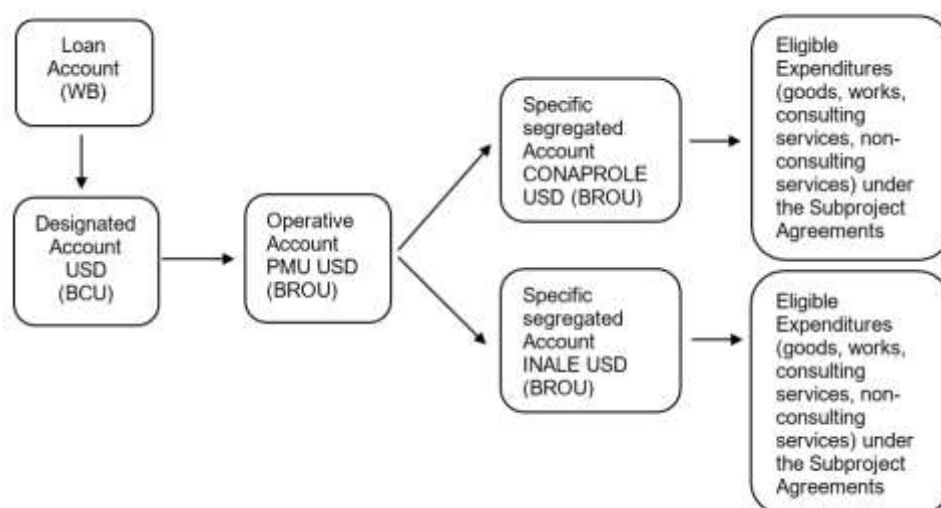 Loan
Account
(WB)
Designated
Account
USD
(BCU)
Operative
Account
PMU USD
(BROU)
Specific
segregated
Account
CONAPROLE
USD (BROU)
Eligible
Expenditures
(goods, works,
consulting
services, non-
consulting
services) under
the Subproject
Agreements
Specific
segregated
Account
INALE USD
(BROU)
Eligible
Expenditures
(goods, works,
consulting
services, non-
consulting
services) under
the Subproject
Agreements